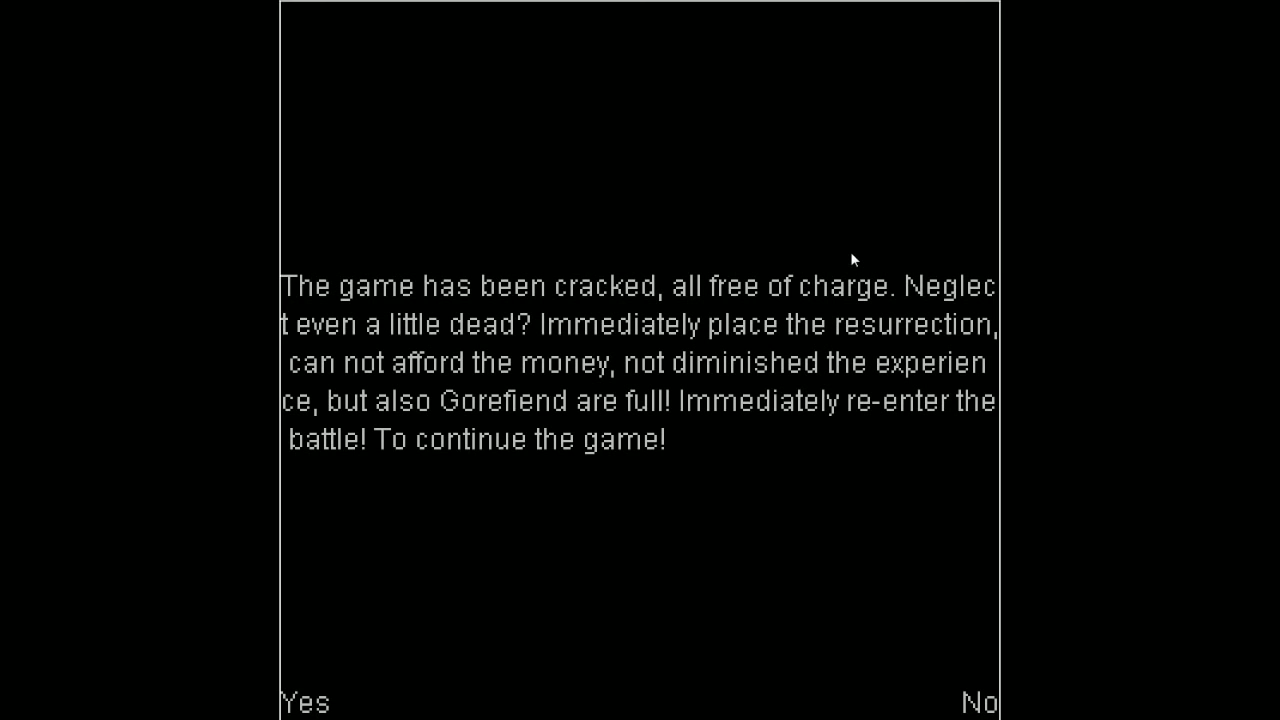 The game has been cracked, all free of charge. Neglec
t even a little dead? Immediately place the resurrection,
can not afford the money, not diminished the experien
ce, but also Gorefiend are full! Immediately re-enter the
battle! To continue the game!
Yes
No